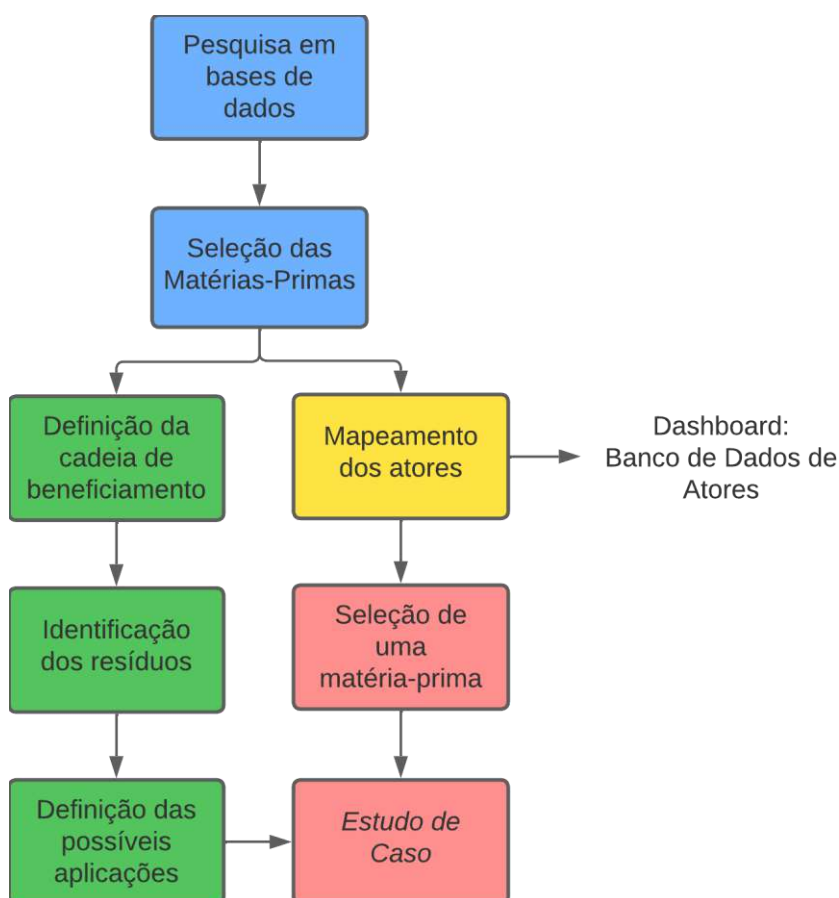 Pesquisa em
bases de
dados
Seleção das
Matérias-Primas
Definição da
cadeia de
beneficiamento
Mapeamento
dos atores
Dashboard:
Banco de Dados de
Atores
Identificação
dos resíduos
Seleção de
uma
matéria-prima
Definição das
possíveis
aplicações
Estudo de
Caso